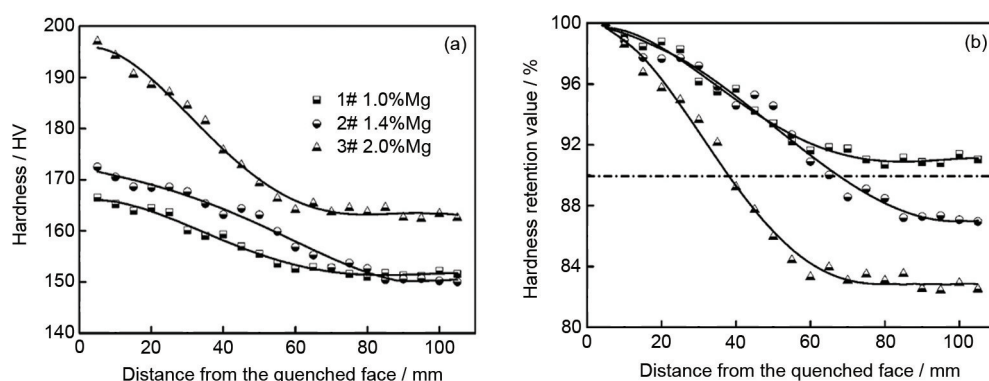 200
190
180
170
160
150
140
Hardness / HV
(a)
1# 1.0%Mg
2# 1.4%Mg
3# 2.0%Mg
0 20 40 60 80 100
Distance from the quenched face / mm
100
96
92
88
84
80
Hardness retention value / %
(b)
0 20 40 60 80 100
Distance from the quenched face / mm